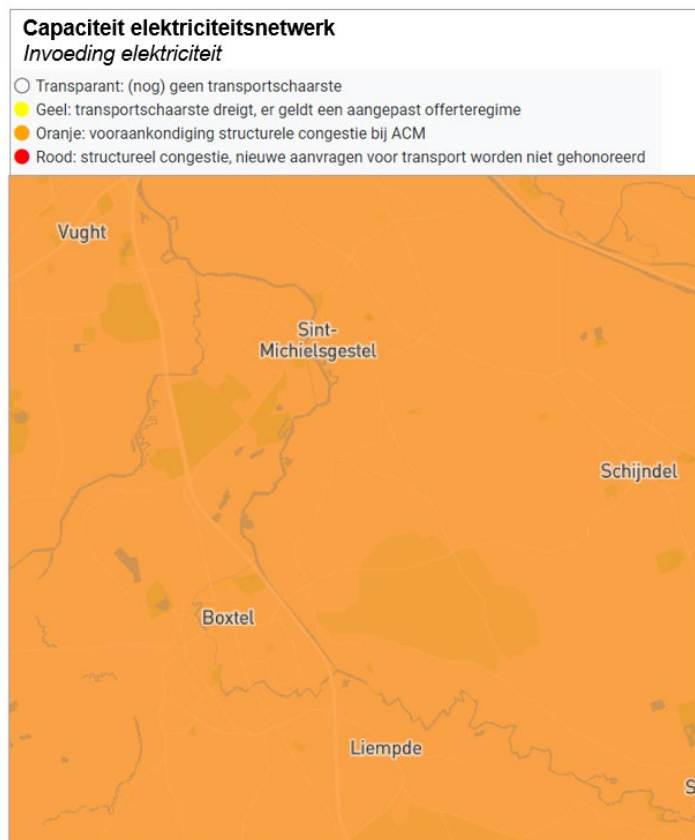 Capaciteit elektriciteitsnetwerk
Invoeding elektriciteit
Transparant: (nog) geen transportschaarste
Geel: transportschaarste dreigt, er geldt een aangepast offerteregime
Oranje: vooraankondiging structurele congestie bij ACM
Rood: structureel congestie, nieuwe aanvragen voor transport worden niet gehonoreerd
Vught
Sint-
Michielsgestel
Schijndel
Boxtel
Liempde
S